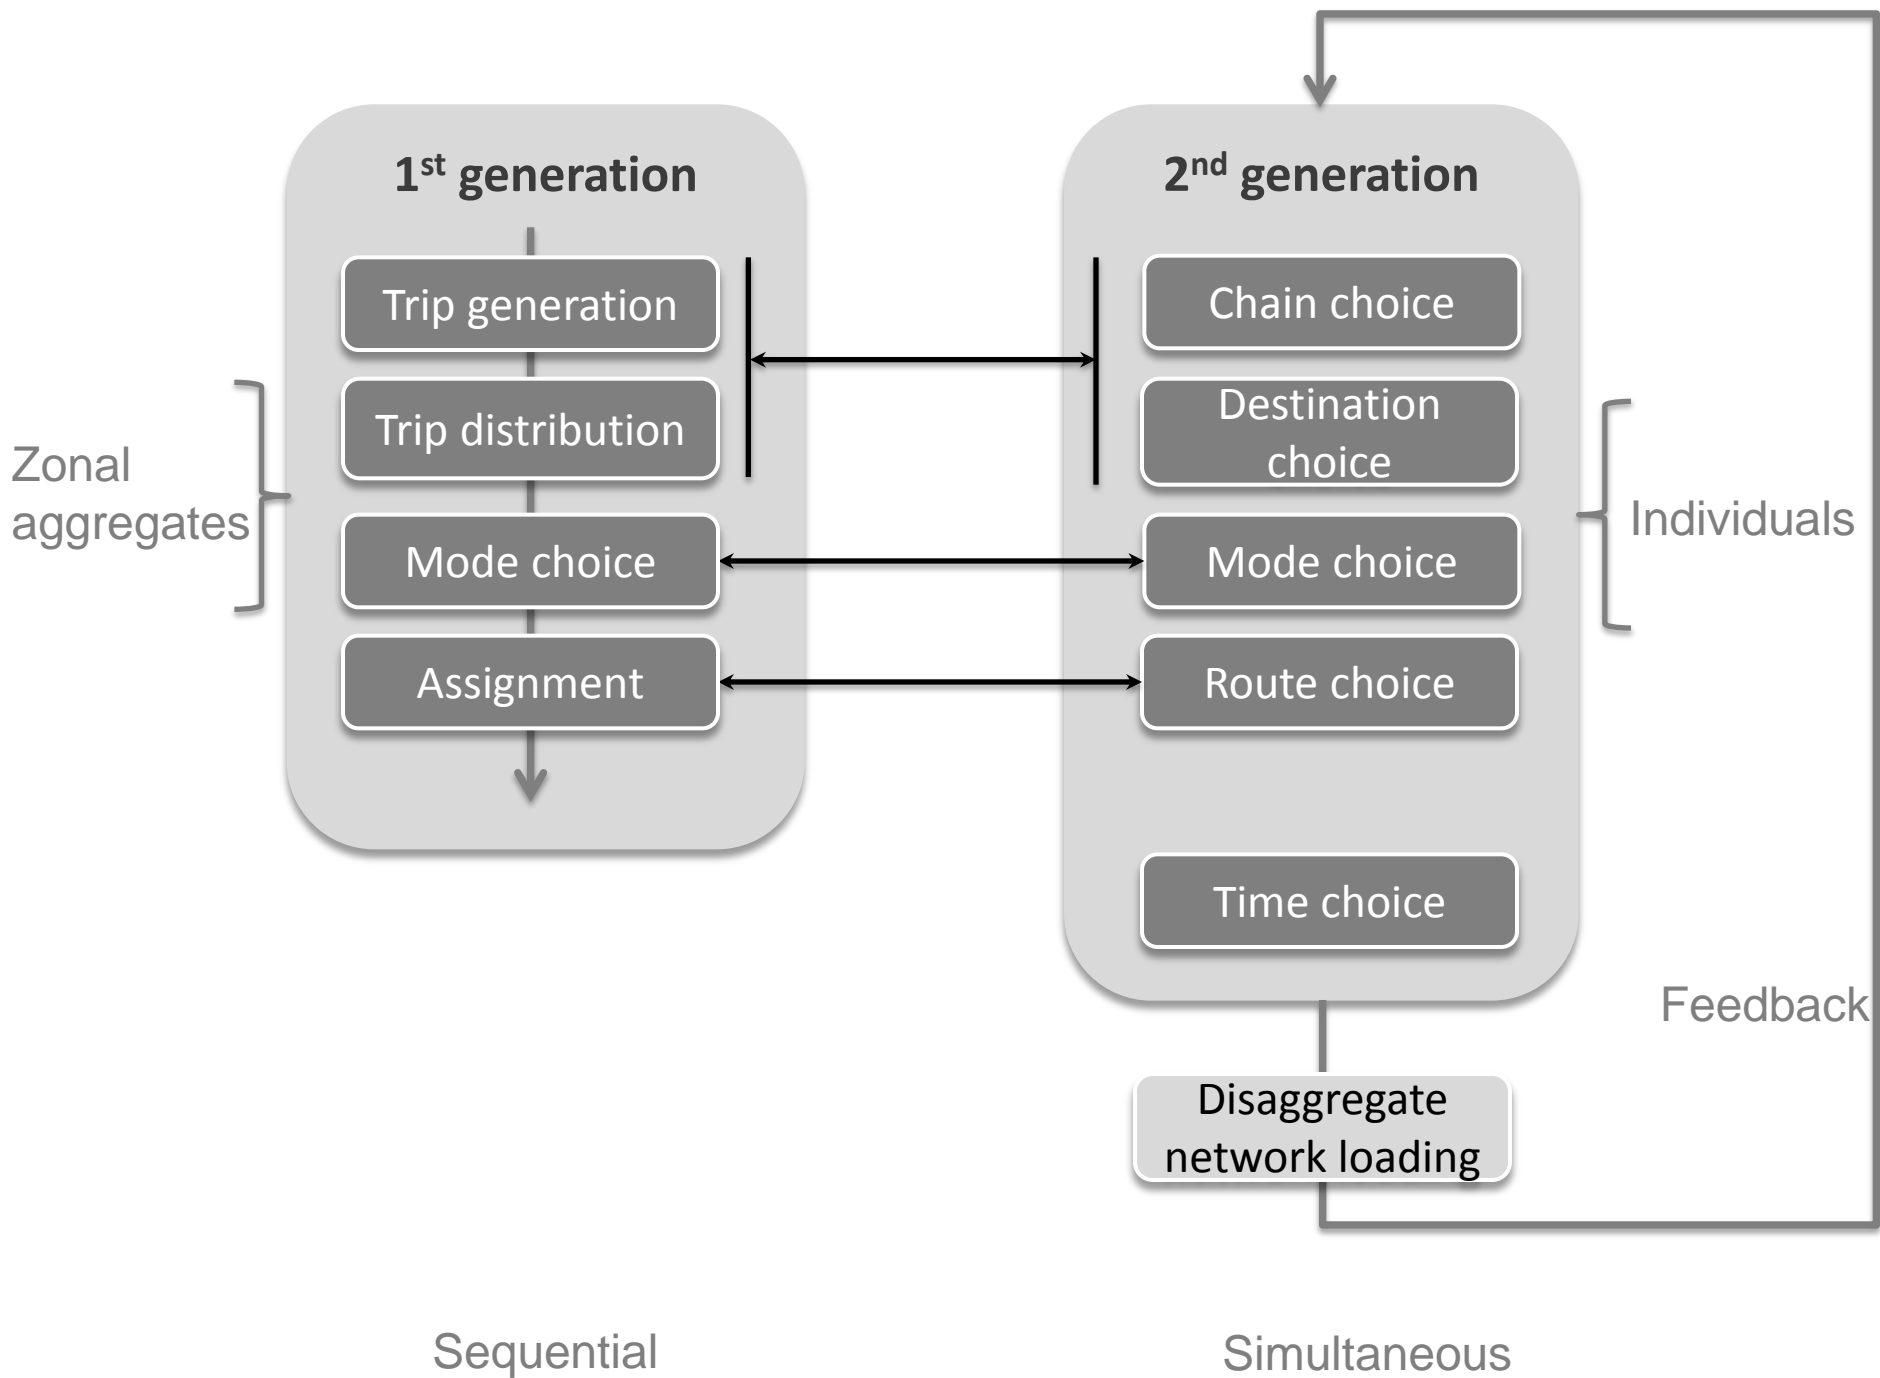 1st generation
Trip generation
Trip distribution
Mode choice
Assignment
Zonal
aggregates
2nd generation
Chain choice
Destination
choice
Mode choice
Route choice
Time choice
Individuals
Feedback
Disaggregate
network loading
Sequential
Simultaneous